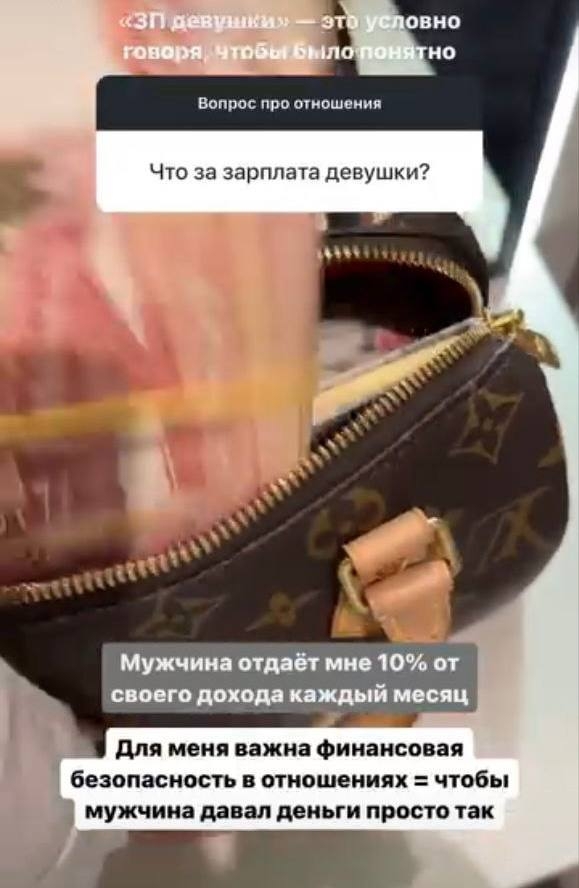 «ЗП девушки» — это условно
говоря, чтобы было понятно
Вопрос про отношения
Что за зарплата девушки?
Мужчина отдаёт мне 10% от
своего дохода каждый месяц
Для меня важна финансовая
безопасность в отношениях = чтобы
мужчина давал деньги просто так